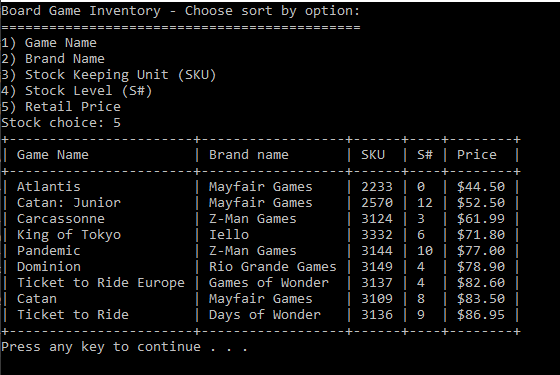 Board Game Inventory - Choose sort by option:
=============================================
1) Game Name
2) Brand Name
3) Stock Keeping Unit (SKU)
4) Stock Level (S#)
5) Retail Price
Stock choice: 5
+-----------------------+------------------+------+----+--------+
| Game Name             | Brand name       | SKU  | S# | Price  |
+-----------------------+------------------+------+----+--------+
| Atlantis              | Mayfair Games    | 2233 | 0  | $44.50 |
| Catan: Junior         | Mayfair Games    | 2570 | 12 | $52.50 |
| Carcassonne           | Z-Man Games      | 3124 | 3  | $61.99 |
| King of Tokyo         | Iello            | 3332 | 6  | $71.80 |
| Pandemic              | Z-Man Games      | 3144 | 10 | $77.00 |
| Dominion              | Rio Grande Games | 3149 | 4  | $78.90 |
| Ticket to Ride Europe | Games of Wonder  | 3137 | 4  | $82.60 |
| Catan                 | Mayfair Games    | 3109 | 8  | $83.50 |
| Ticket to Ride        | Days of Wonder   | 3136 | 9  | $86.95 |
+-----------------------+------------------+------+----+--------+
Press any key to continue . . .